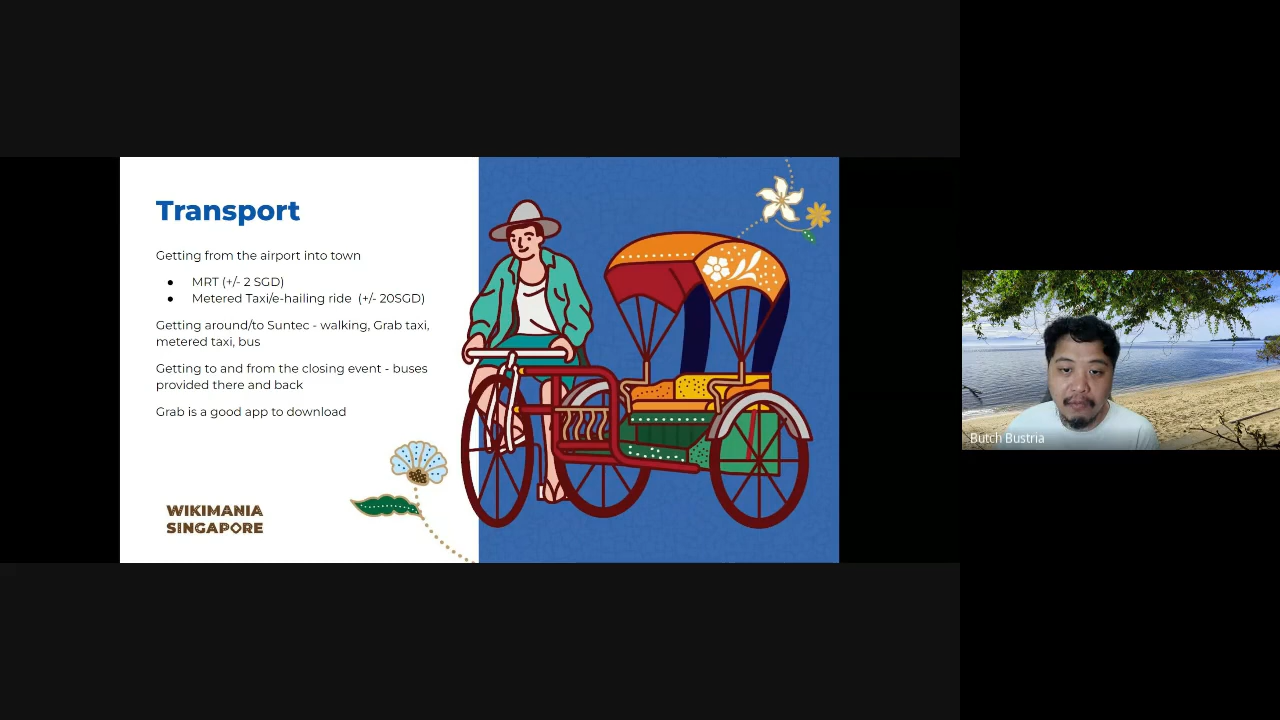 Transport
Getting from the airport into town
● MRT (+/- 2 SGD)
● Metered Taxi/e-hailing ride (+/- 20SGD)
Getting around/to Suntec - walking, Grab taxi,
metered taxi, bus
Getting to and from the closing event - buses
provided there and back
Grab is a good app to download
WIKIMANIA
SINGAPORE
Butch Bustria